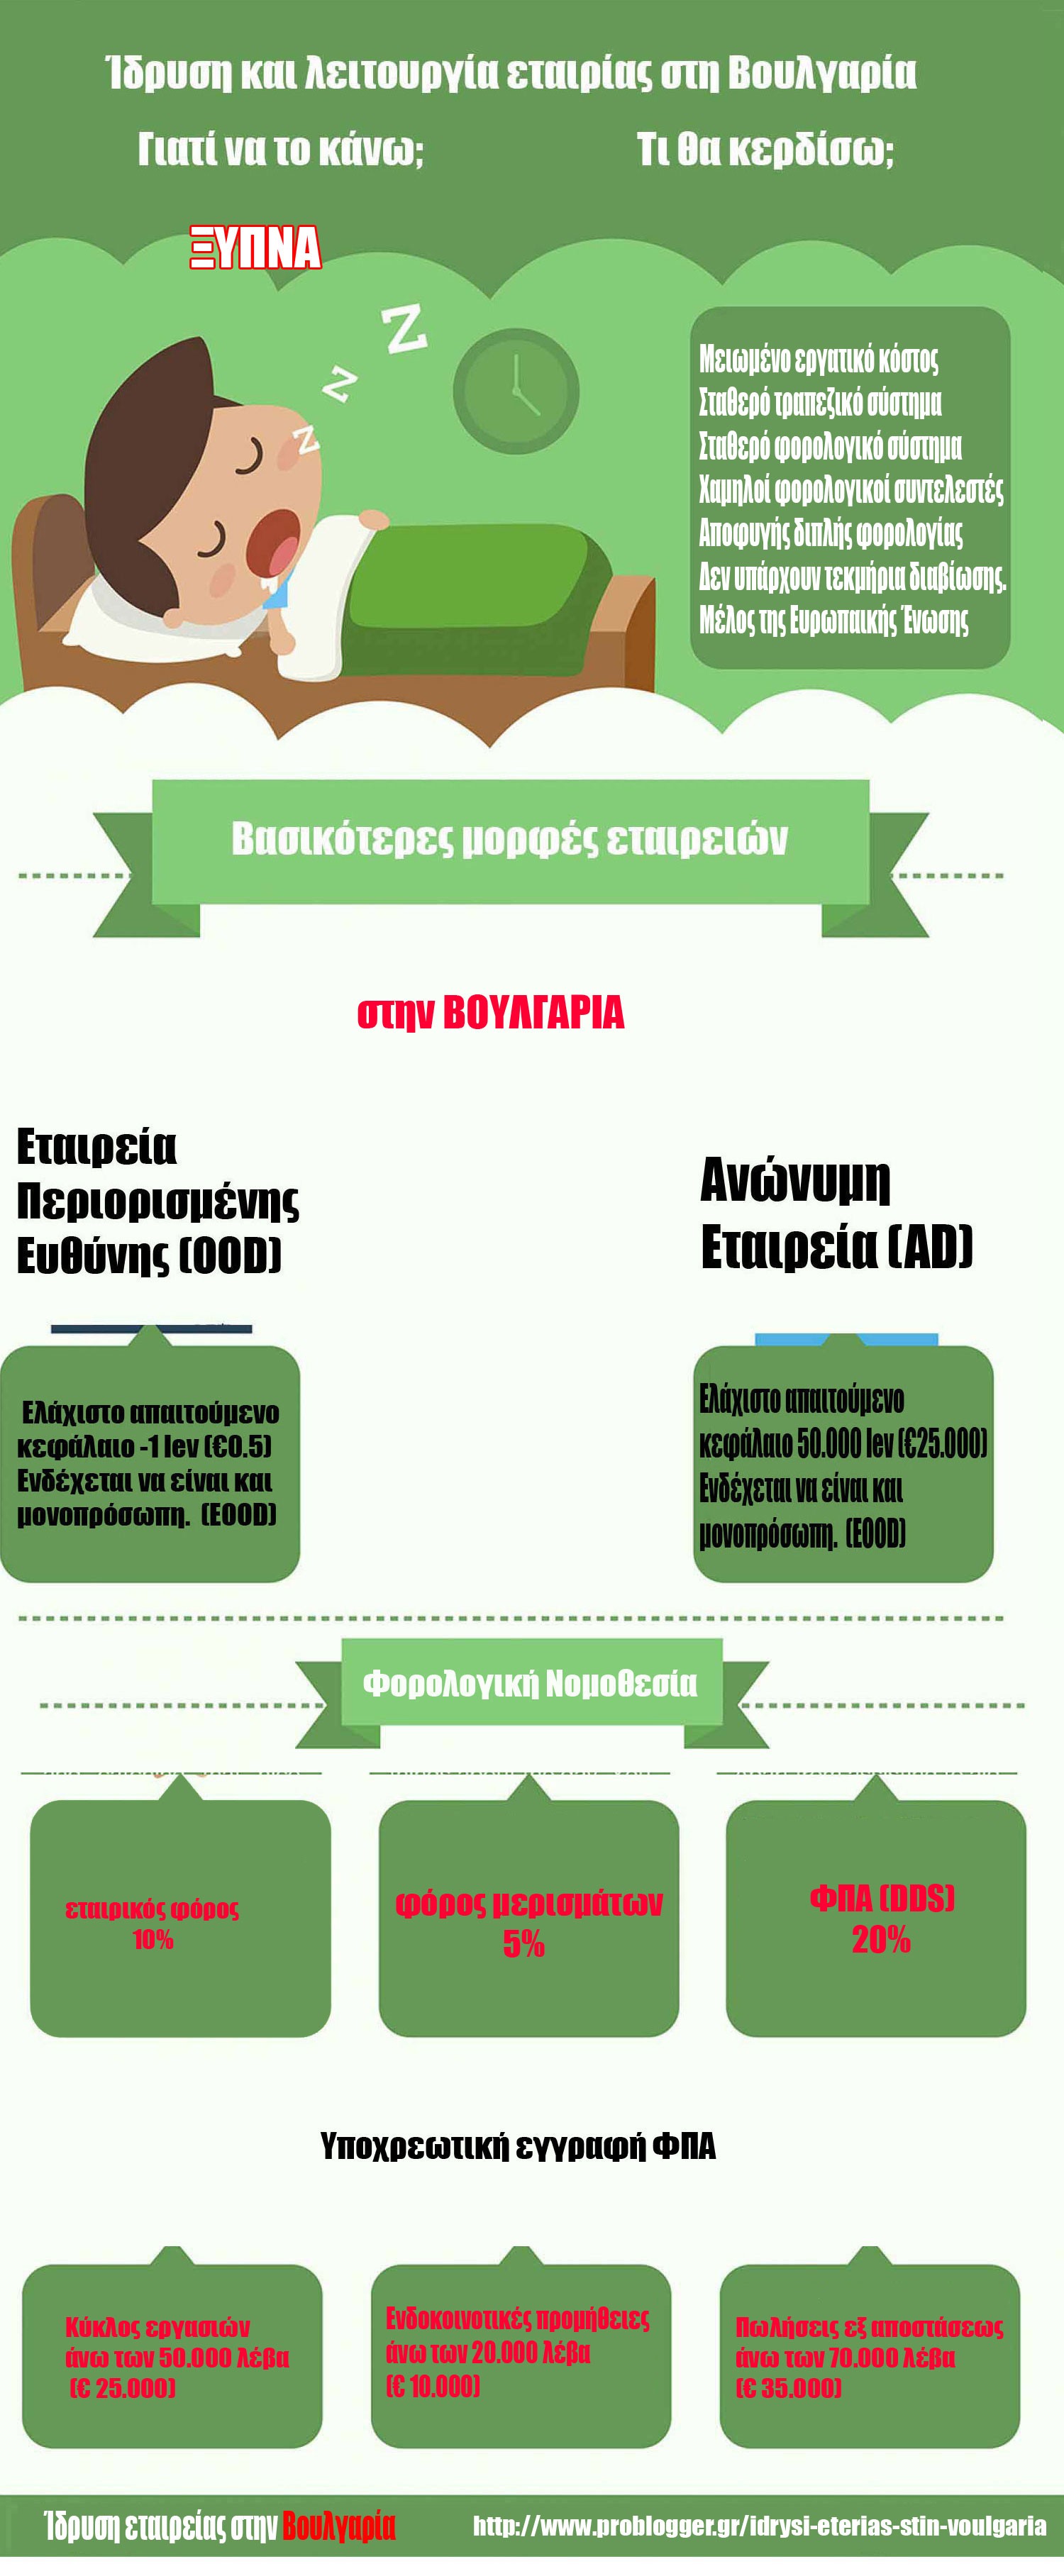 Ίδρυση και λειτουργία εταιρίας στη Βουλγαρία
Γιατί να το κάνω; Τι θα κερδίσω;
ΞΥΠΝΑ
Z
Z
Z
Μειωμένο εργατικό κόστος
Σταθερό τραπεζικό σύστημα
Σταθερό φορολογικό σύστημα
Χαμηλοί φορολογικοί συντελεστές
Αποφυγής διπλής φορολογίας
Δεν υπάρχουν τεκμήρια διαβίωσης.
Μέλος της Ευρωπαικής Ένωσης
Βασικότερες μορφές εταιρειών
στην ΒΟΥΛΓΑΡΙΑ
Εταιρεία
Περιορισμένης
Ευθύνης (OOD)
Ελάχιστο απαιτούμενο
κεφάλαιο -1 lev (€0.5)
Ενδέχεται να είναι και
μονοπρόσωπη. (EOOD)
Ανώνυμη
Εταιρεία (AD)
Ελάχιστο απαιτούμενο
κεφάλαιο 50.000 lev (€25.000)
Ενδέχεται να είναι και
μονοπρόσωπη. (EOOD)
Φορολογική Νομοθεσία
εταιρικός φόρος
10%
φόρος μερισμάτων
5%
ΦΠΑ (DDS)
20%
Υποχρεωτική εγγραφή ΦΠΑ
Κύκλος εργασιών
άνω των 50.000 λέβα
(€ 25.000)
Ενδοκοινοτικές προμήθειες
άνω των 20.000 λέβα
(€ 10.000)
Πωλήσεις εξ αποστάσεως
άνω των 70.000 λέβα
(€ 35.000)
Ίδρυση εταιρείας στην Βουλγαρία http://www.problogger.gr/idrysi-eterias-stin-voulgaria